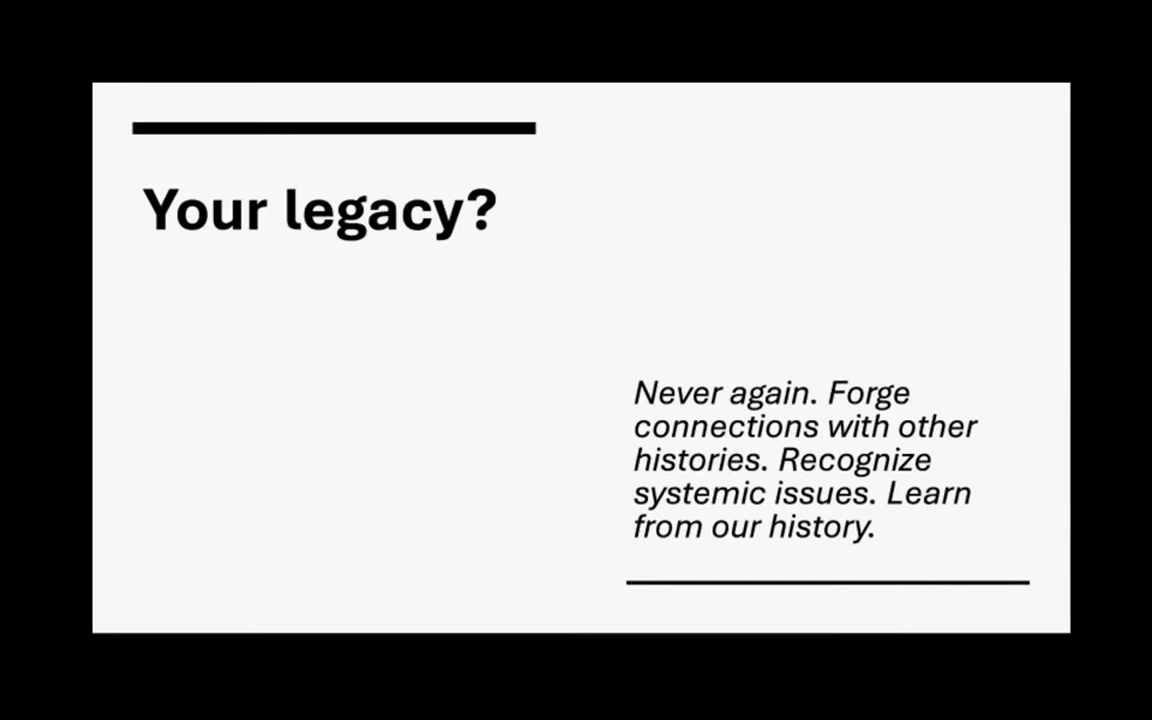 Your legacy?
Never again. Forge
connections with other
histories. Recognize
systemic issues. Learn
from our history.